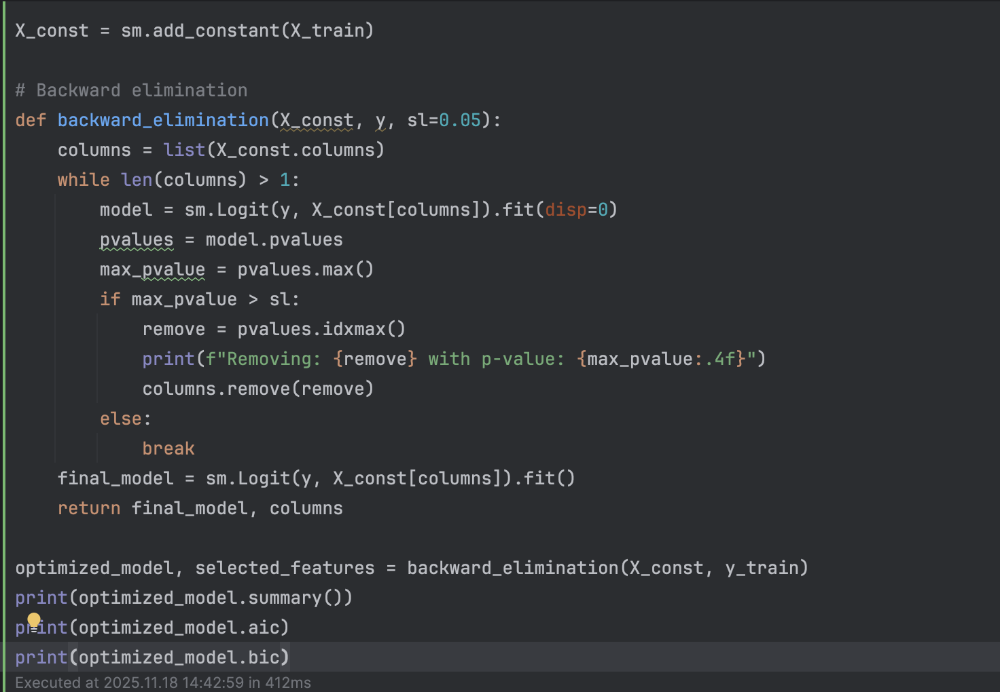 X_const = sm.add_constant(X_train)
# Backward elimination
def backward_elimination(X_const, y, sl=0.05):
    columns = list(X_const.columns)
    while len(columns) > 1:
        model = sm.Logit(y, X_const[columns]).fit(disp=0)
        pvalues = model.pvalues
        max_pvalue = pvalues.max()
        if max_pvalue > sl:
            remove = pvalues.idxmax()
            print(f"Removing: {remove} with p-value: {max_pvalue:.4f}")
            columns.remove(remove)
        else:
            break
    final_model = sm.Logit(y, X_const[columns]).fit()
    return final_model, columns
optimized_model, selected_features = backward_elimination(X_const, y_train)
print(optimized_model.summary())
print(optimized_model.aic)
print(optimized_model.bic)
Executed at 2025.11.18 14:42:59 in 412ms